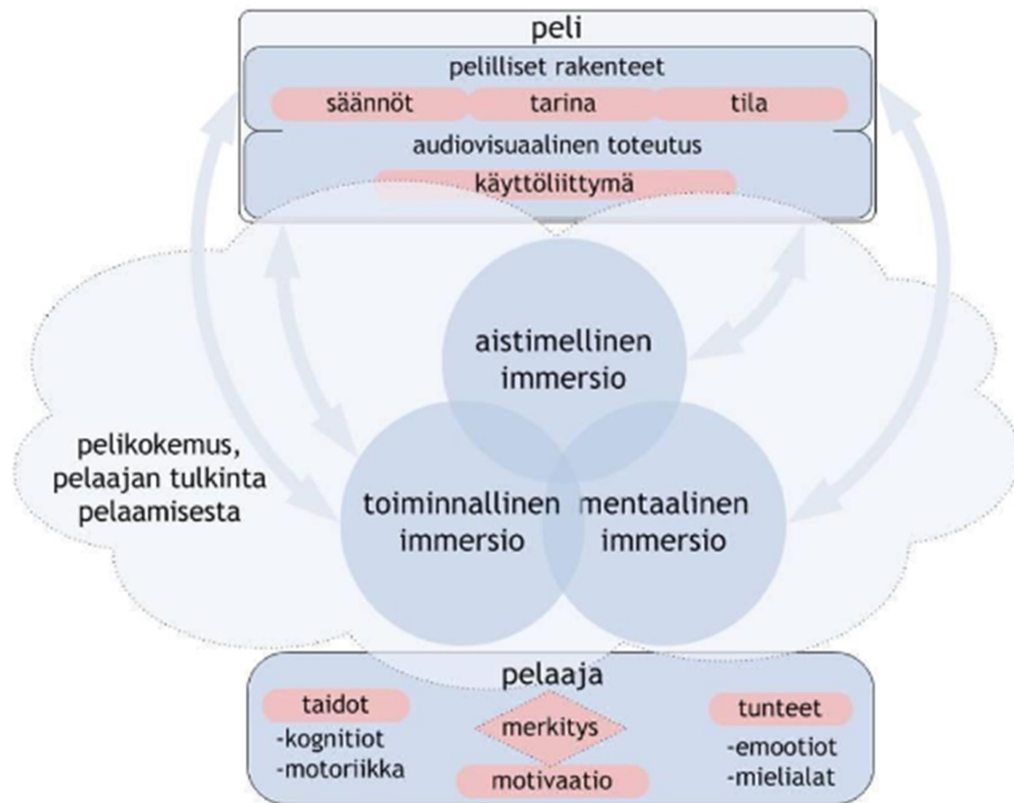 peli
pelilliset rakenteet
säännöt tarina tila
audiovisuaalinen toteutus
käyttöliittymä
aistimellinen
immersio
pelikokemus,
pelaajan tulkinta
pelaamisesta
toiminnallinen
immersio
mentaalinen
immersio
pelaaja
taidot
-kognitiot
-motoriikka
merkitys
motivaatio
tunteet
-emootiot
-mielialat